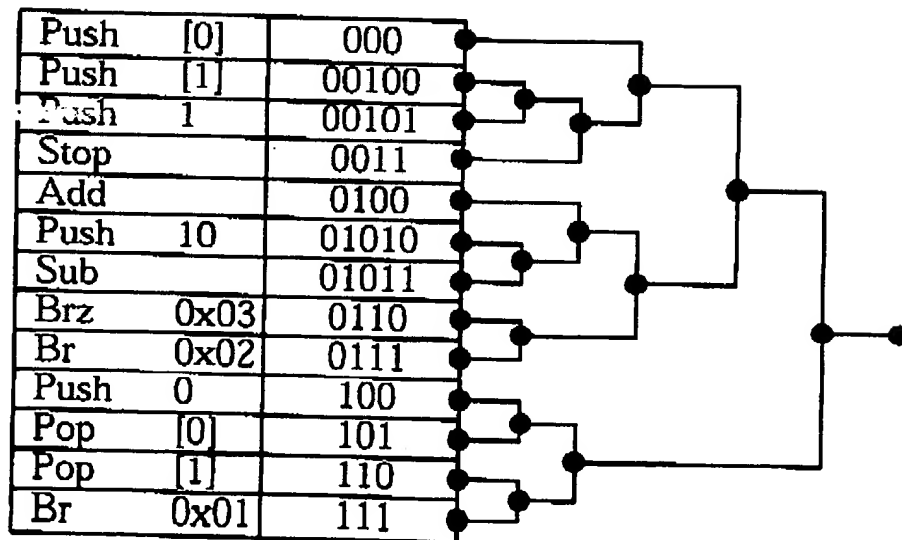 Push [0] 000
Push [1] 00100
Push 1 00101
Stop 0011
Add 0100
Push 10 01010
Sub 01011
Brz 0x03 0110
Br 0x02 0111
Push 0 100
Pop [0] 101
Pop [1] 110
Br 0x01 111